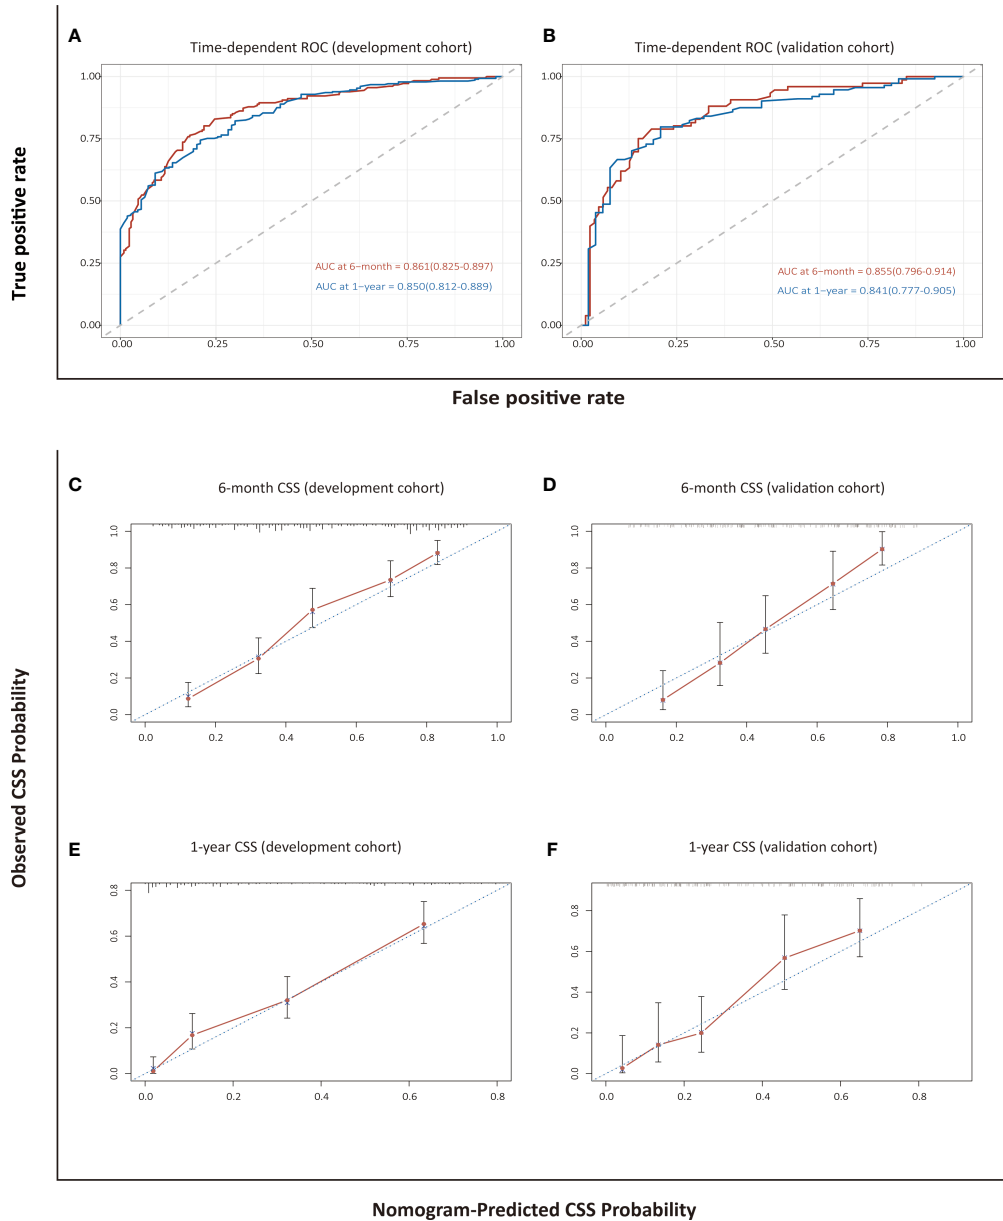 A
Time-dependent ROC (development cohort)
1.00
0.75
0.50
0.25
0.00
AUC at 6−month = 0.861(0.825-0.897)
AUC at 1−year = 0.850(0.812-0.889)
0.00 0.25 0.50 0.75 1.00
B
Time-dependent ROC (validation cohort)
1.00
0.75
0.50
0.25
0.00
AUC at 6−month = 0.855(0.796-0.914)
AUC at 1−year = 0.841(0.777-0.905)
0.00 0.25 0.50 0.75 1.00
True positive rate
False positive rate
C
6-month CSS (development cohort)
1.0
0.8
0.6
0.4
0.2
0.0
0.0 0.2 0.4 0.6 0.8 1.0
D
6-month CSS (validation cohort)
1.0
0.8
0.6
0.4
0.2
0.0
0.0 0.2 0.4 0.6 0.8 1.0
E
1-year CSS (development cohort)
0.8
0.6
0.4
0.2
0.0
0.0 0.2 0.4 0.6 0.8
F
1-year CSS (validation cohort)
0.8
0.6
0.4
0.2
0.0
0.0 0.2 0.4 0.6 0.8
Observed CSS Probability
Nomogram-Predicted CSS Probability